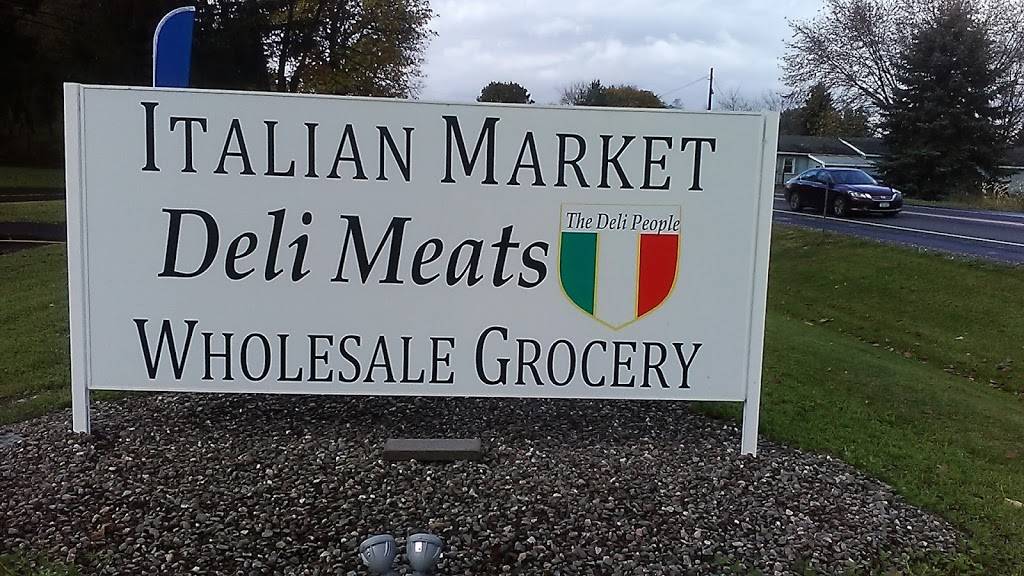 ITALIAN MARKET
Deli Meats
The Deli People
WHOLESALE GROCERY